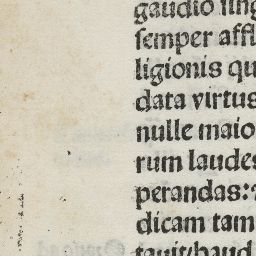 gaudio sing
semper affl
ligionis qu
data virtus
nulle maio
rum laudes
perandas:
dicam tam
tauit/haud